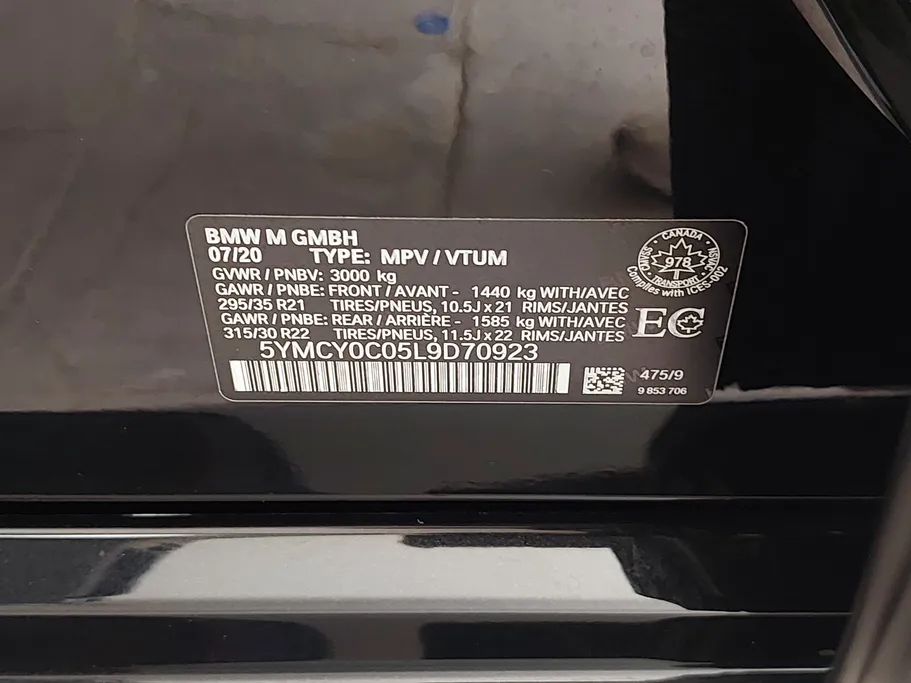 BMW M GMBH
07/20 TYPE: MPV / VTUM
GVWR / PNBV: 3000 kg
GAWR / PNBE: FRONT / AVANT - 1440 kg WITH/AVEC
295/35 R21 TIRES/PNEUS, 10.5J x 21 RIMS/JANTES
GAWR / PNBE: REAR / ARRIÈRE - 1585 kg WITH/AVEC
315/30 R22 TIRES/PNEUS, 11.5J x 22 RIMS/JANTES
5YMCY0C05L9D70923
CANADA
978
TRANSPORT
NSVAC
CMVSS
Complies with ICES-002
EC
475/9
9 853 706